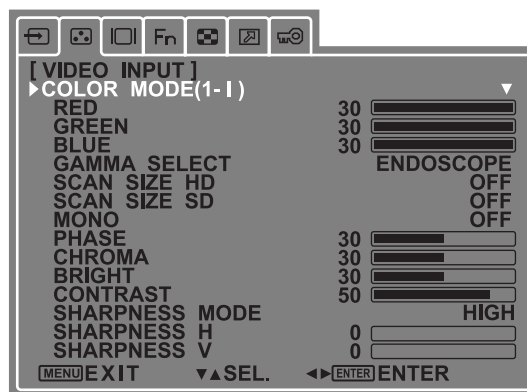 Fn
[ VIDEO INPUT ]
COLOR MODE(1-I)
RED 30
GREEN 30
BLUE 30
GAMMA SELECT ENDOSCOPE
SCAN SIZE HD OFF
SCAN SIZE SD OFF
MONO OFF
PHASE 30
CHROMA 30
BRIGHT 30
CONTRAST 50
SHARPNESS MODE HIGH
SHARPNESS H 0
SHARPNESS V 0
MENU EXIT ▼▲SEL. ◄►ENTER ENTER